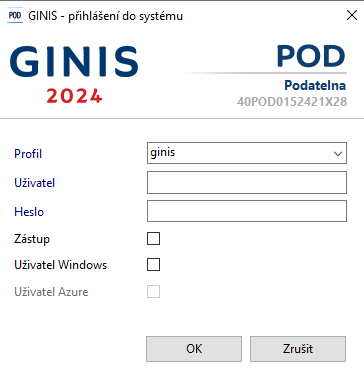 POD GINIS - přihlášení do systému
GINIS POD
2024
Podatelna
40POD0152421X28
Profil ginis
Uživatel
Heslo
Zástup
Uživatel Windows
Uživatel Azure
OK Zrušit